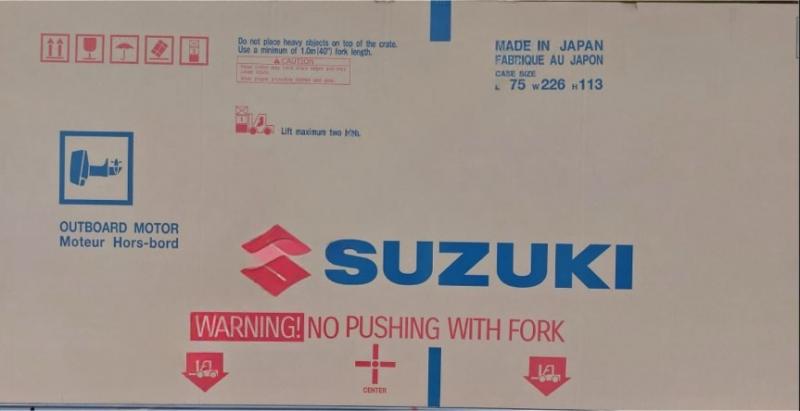 Do not place heavy objects on top of the crate.
Use a minimum of 1.0m(40") fork length.
CAUTION
MADE IN JAPAN
FABRIQUE AU JAPON
CASE SIZE
L 75 W 226 H 113
Lift maximum two high.
OUTBOARD MOTOR
Moteur Hors-bord
SUZUKI
WARNING! NO PUSHING WITH FORK
CENTER